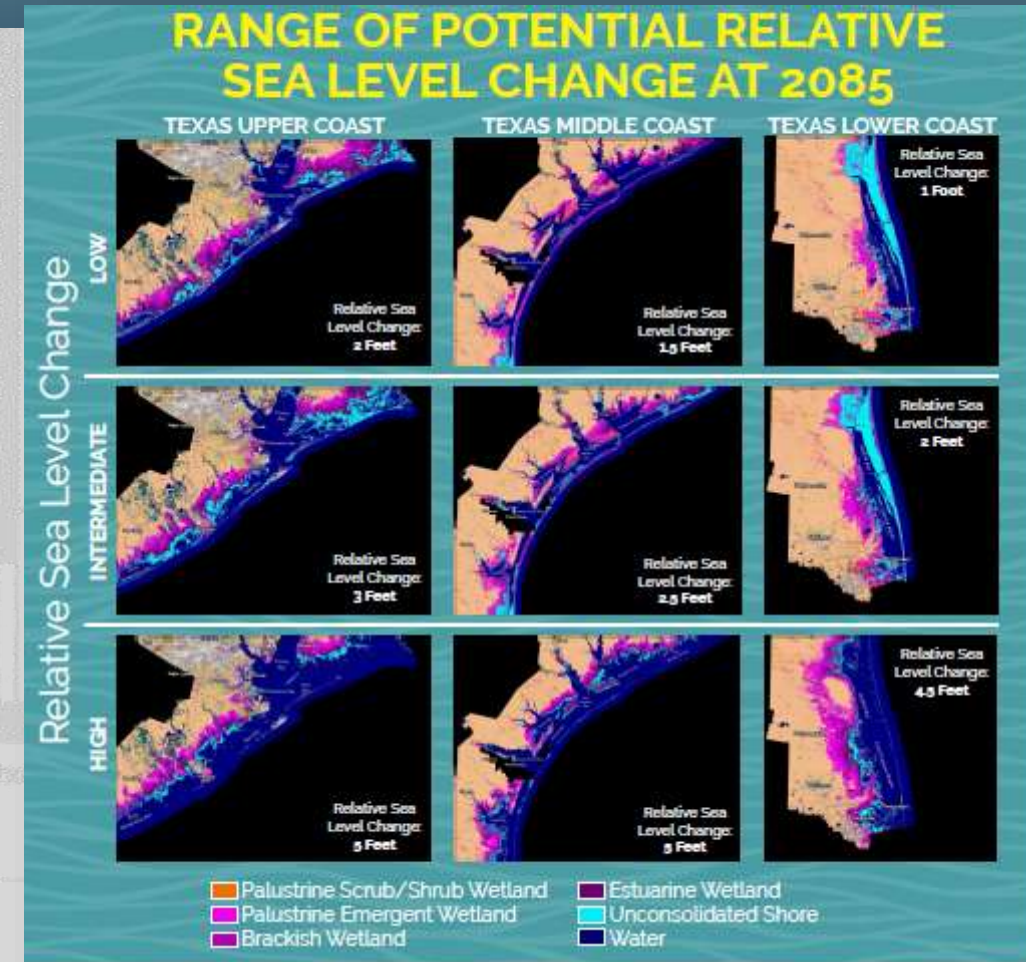 RANGE OF POTENTIAL RELATIVE
SEA LEVEL CHANGE AT 2085
TEXAS UPPER COAST
TEXAS MIDDLE COAST
TEXAS LOWER COAST
Relative Sea Level Change
LOW
Relative Sea
Level Change:
2 Feet
Relative Sea
Level Change:
1.5 Feet
Relative Sea
Level Change:
1 Foot
INTERMEDIATE
Relative Sea
Level Change:
3 Feet
Relative Sea
Level Change:
2.5 Feet
Relative Sea
Level Change:
2 Feet
HIGH
Relative Sea
Level Change:
5 Feet
Relative Sea
Level Change:
5 Feet
Relative Sea
Level Change:
4.5 Feet
Palustrine Scrub/Shrub Wetland
Palustrine Emergent Wetland
Brackish Wetland
Estuarine Wetland
Unconsolidated Shore
Water